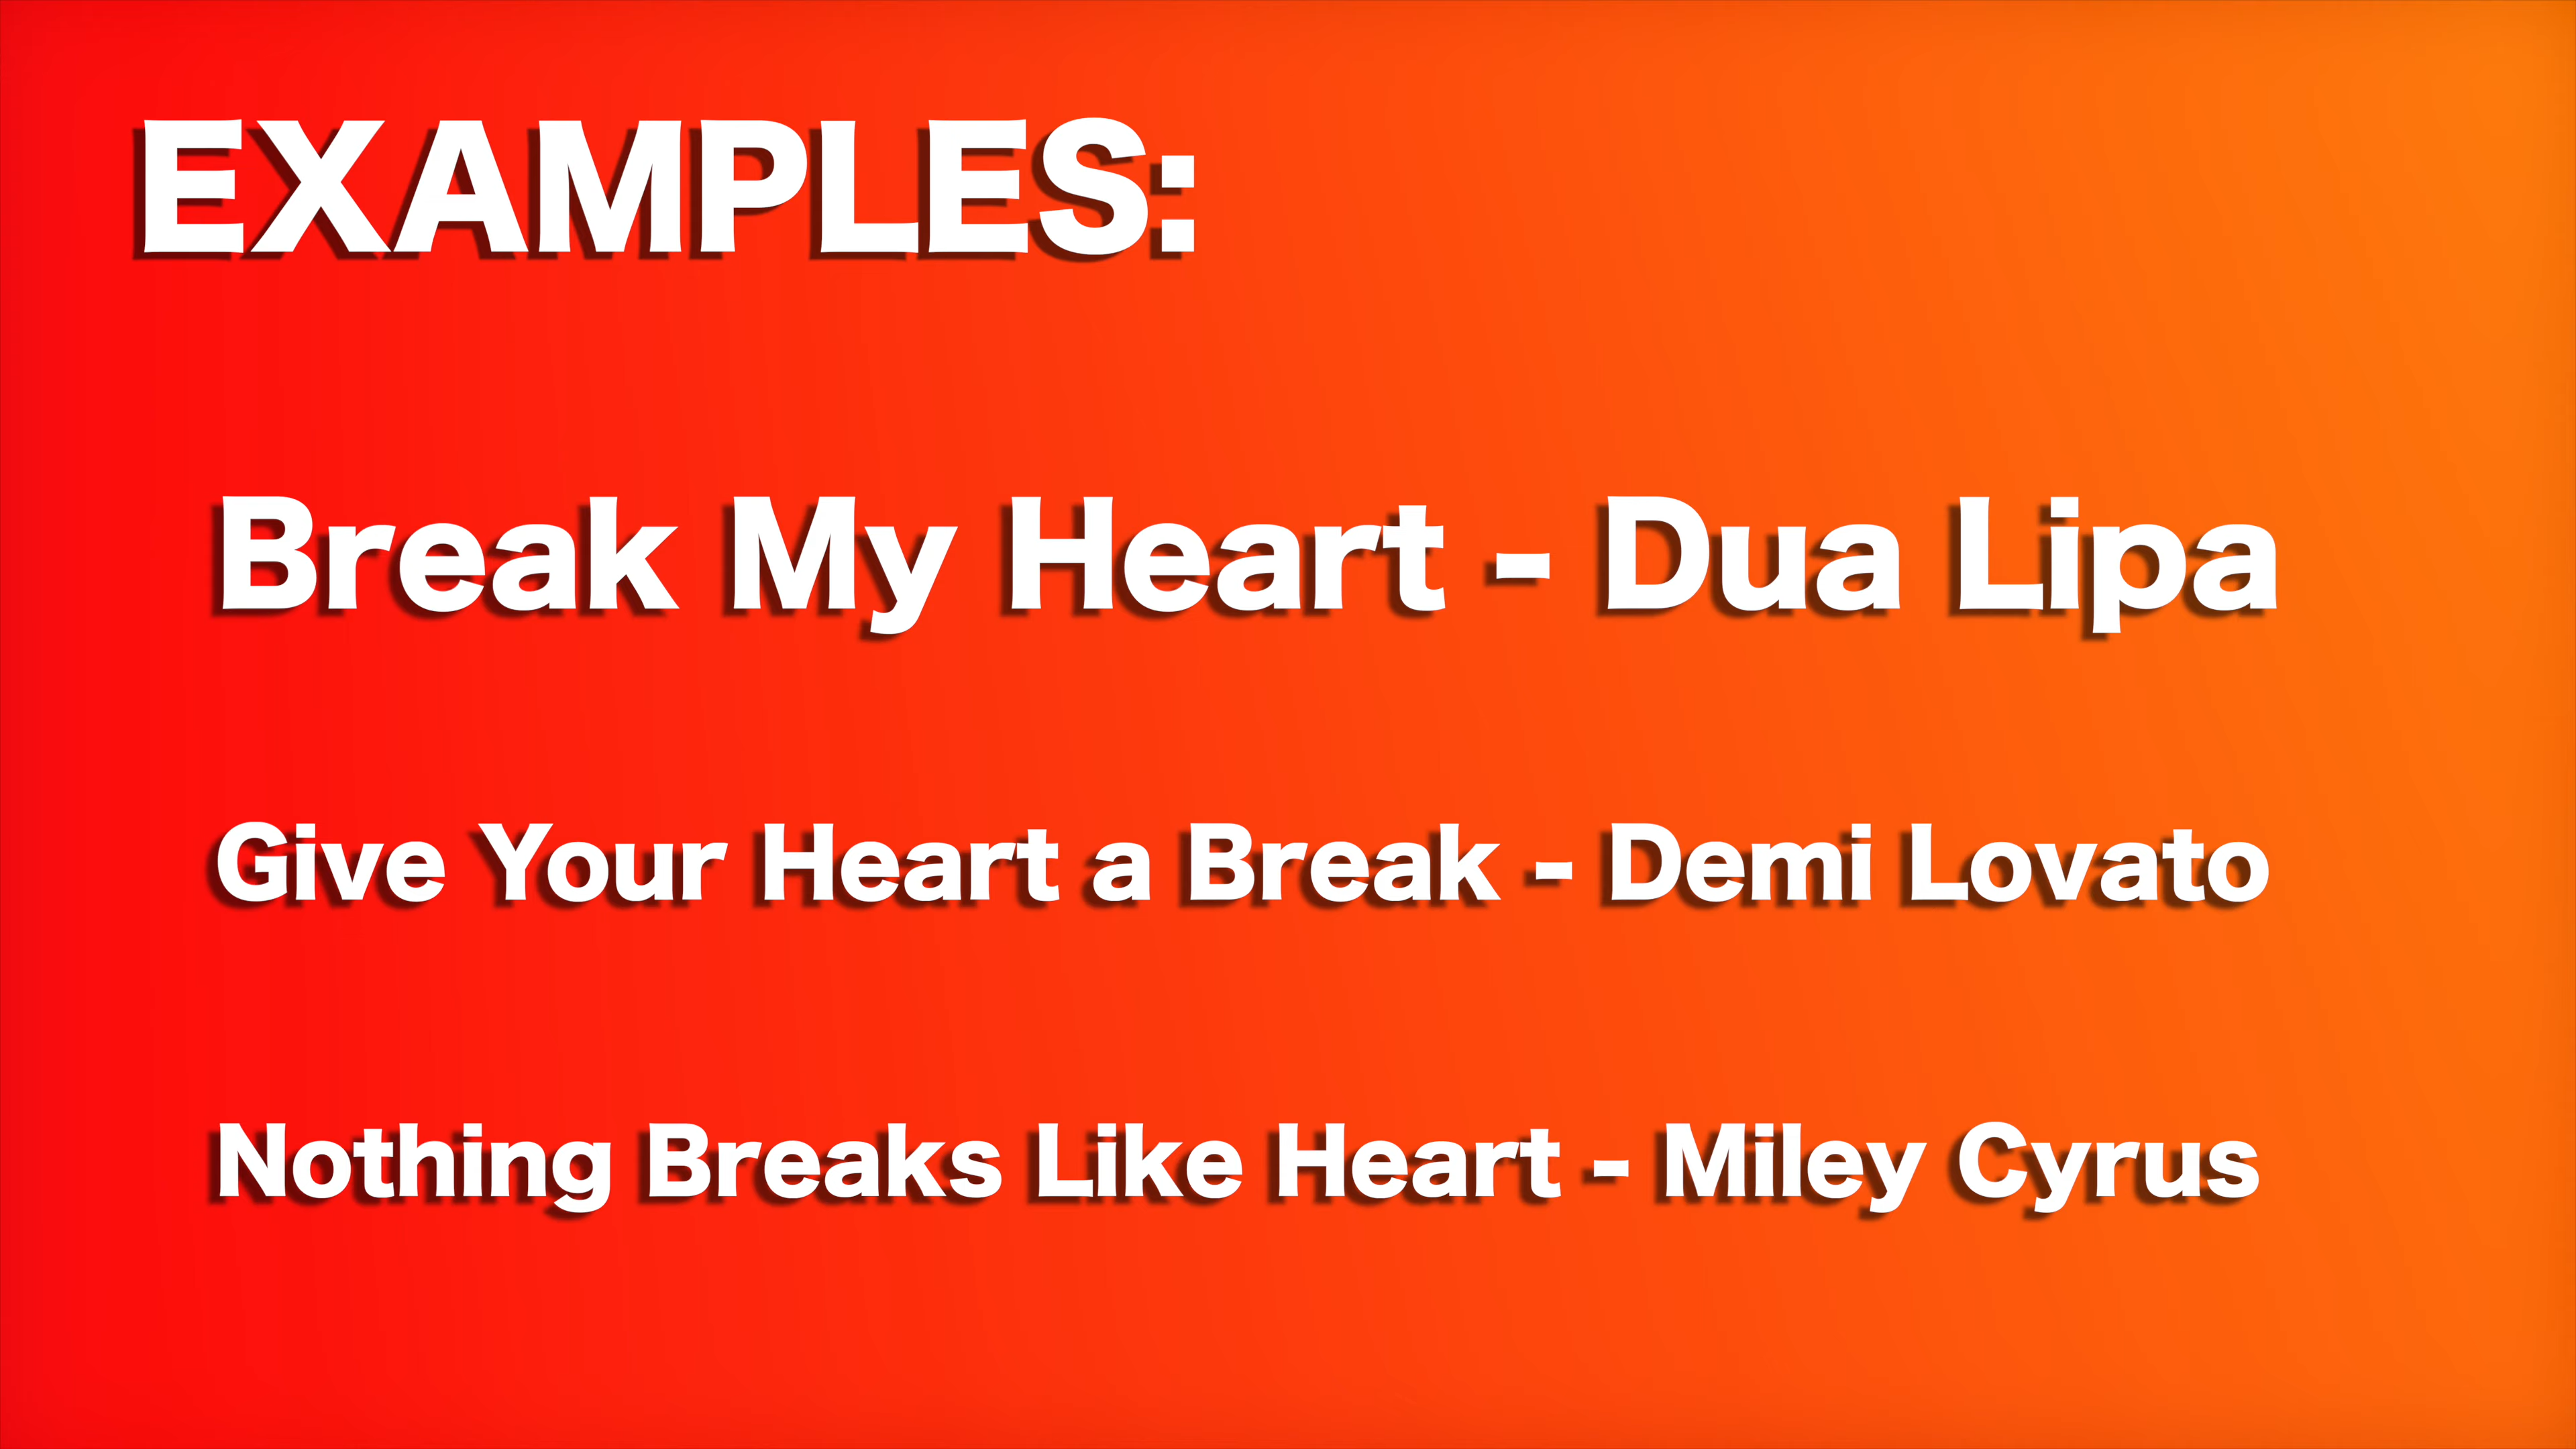 EXAMPLES:
Break My Heart - Dua Lipa
Give Your Heart a Break - Demi Lovato
Nothing Breaks Like Heart - Miley Cyrus